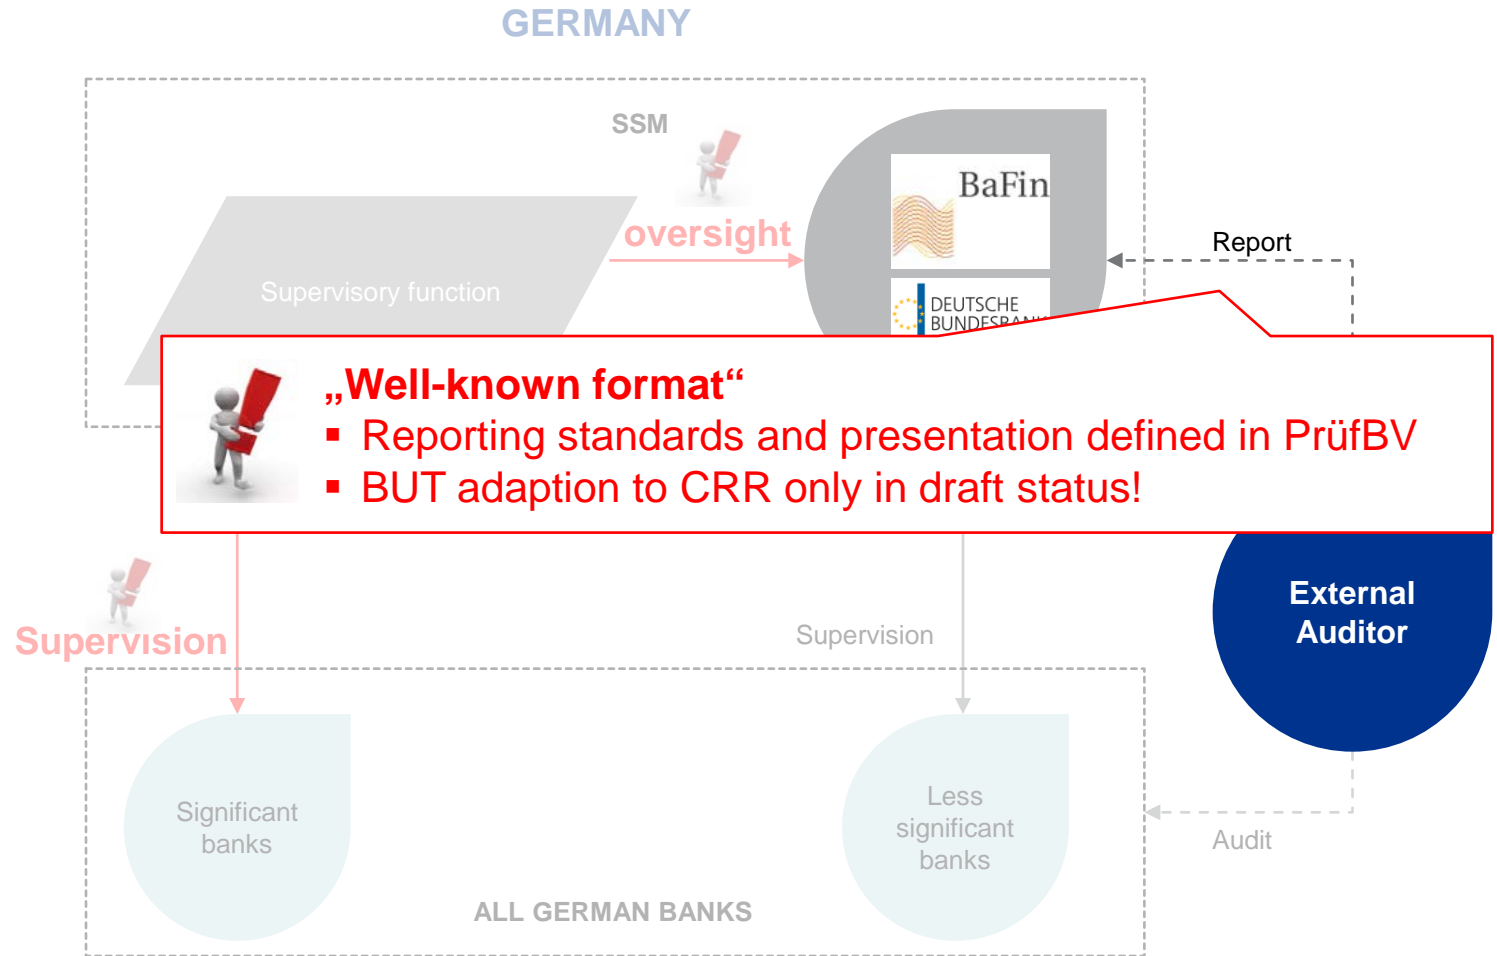 GERMANY
SSM
BaFin
oversight
Report
Supervisory function
DEUTSCHE
BUNDESBANK
„Well-known format“
▪ Reporting standards and presentation defined in PrüfBV
▪ BUT adaption to CRR only in draft status!
External
Auditor
Supervision
Supervision
Significant
banks
Less
significant
banks
Audit
ALL GERMAN BANKS